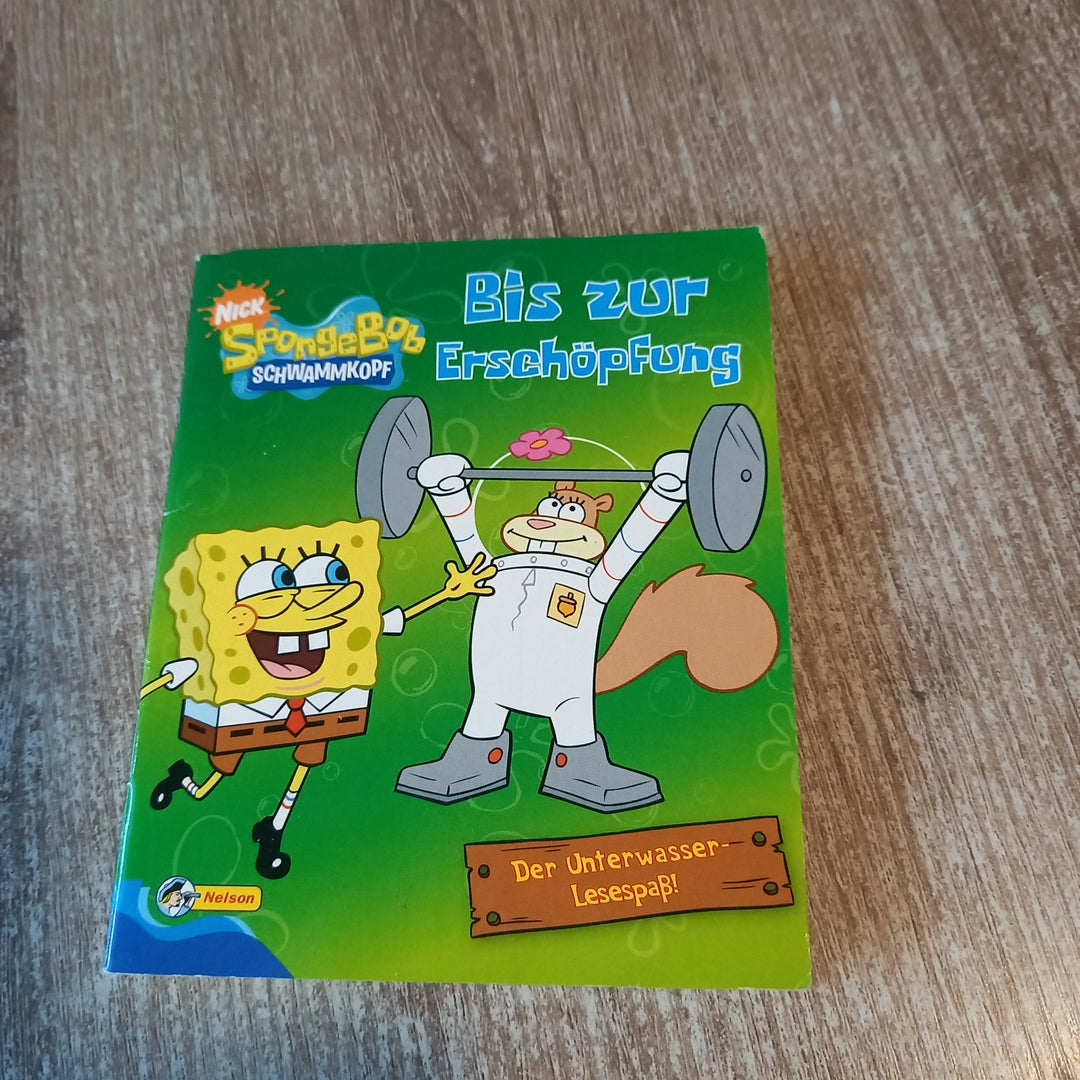 NICK
SpongeBob
SCHWAMMKOPF
Bis zur
Erschöpfung
Der Unterwasser-
Lesespaß!
Nelson